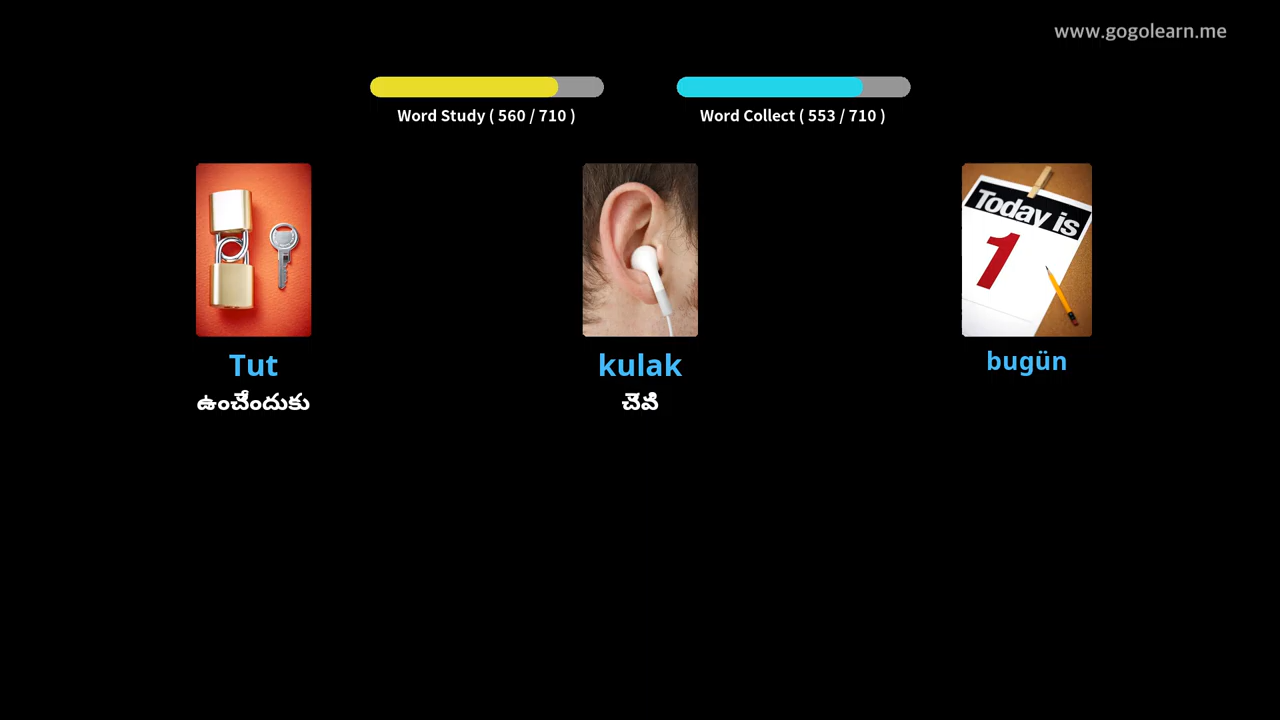 www.gogolearn.me
Word Study ( 560 / 710 )
Word Collect ( 553 / 710 )
Today is
1
Tut
kulak
bugün
ఉంచేందుకు
చెవి